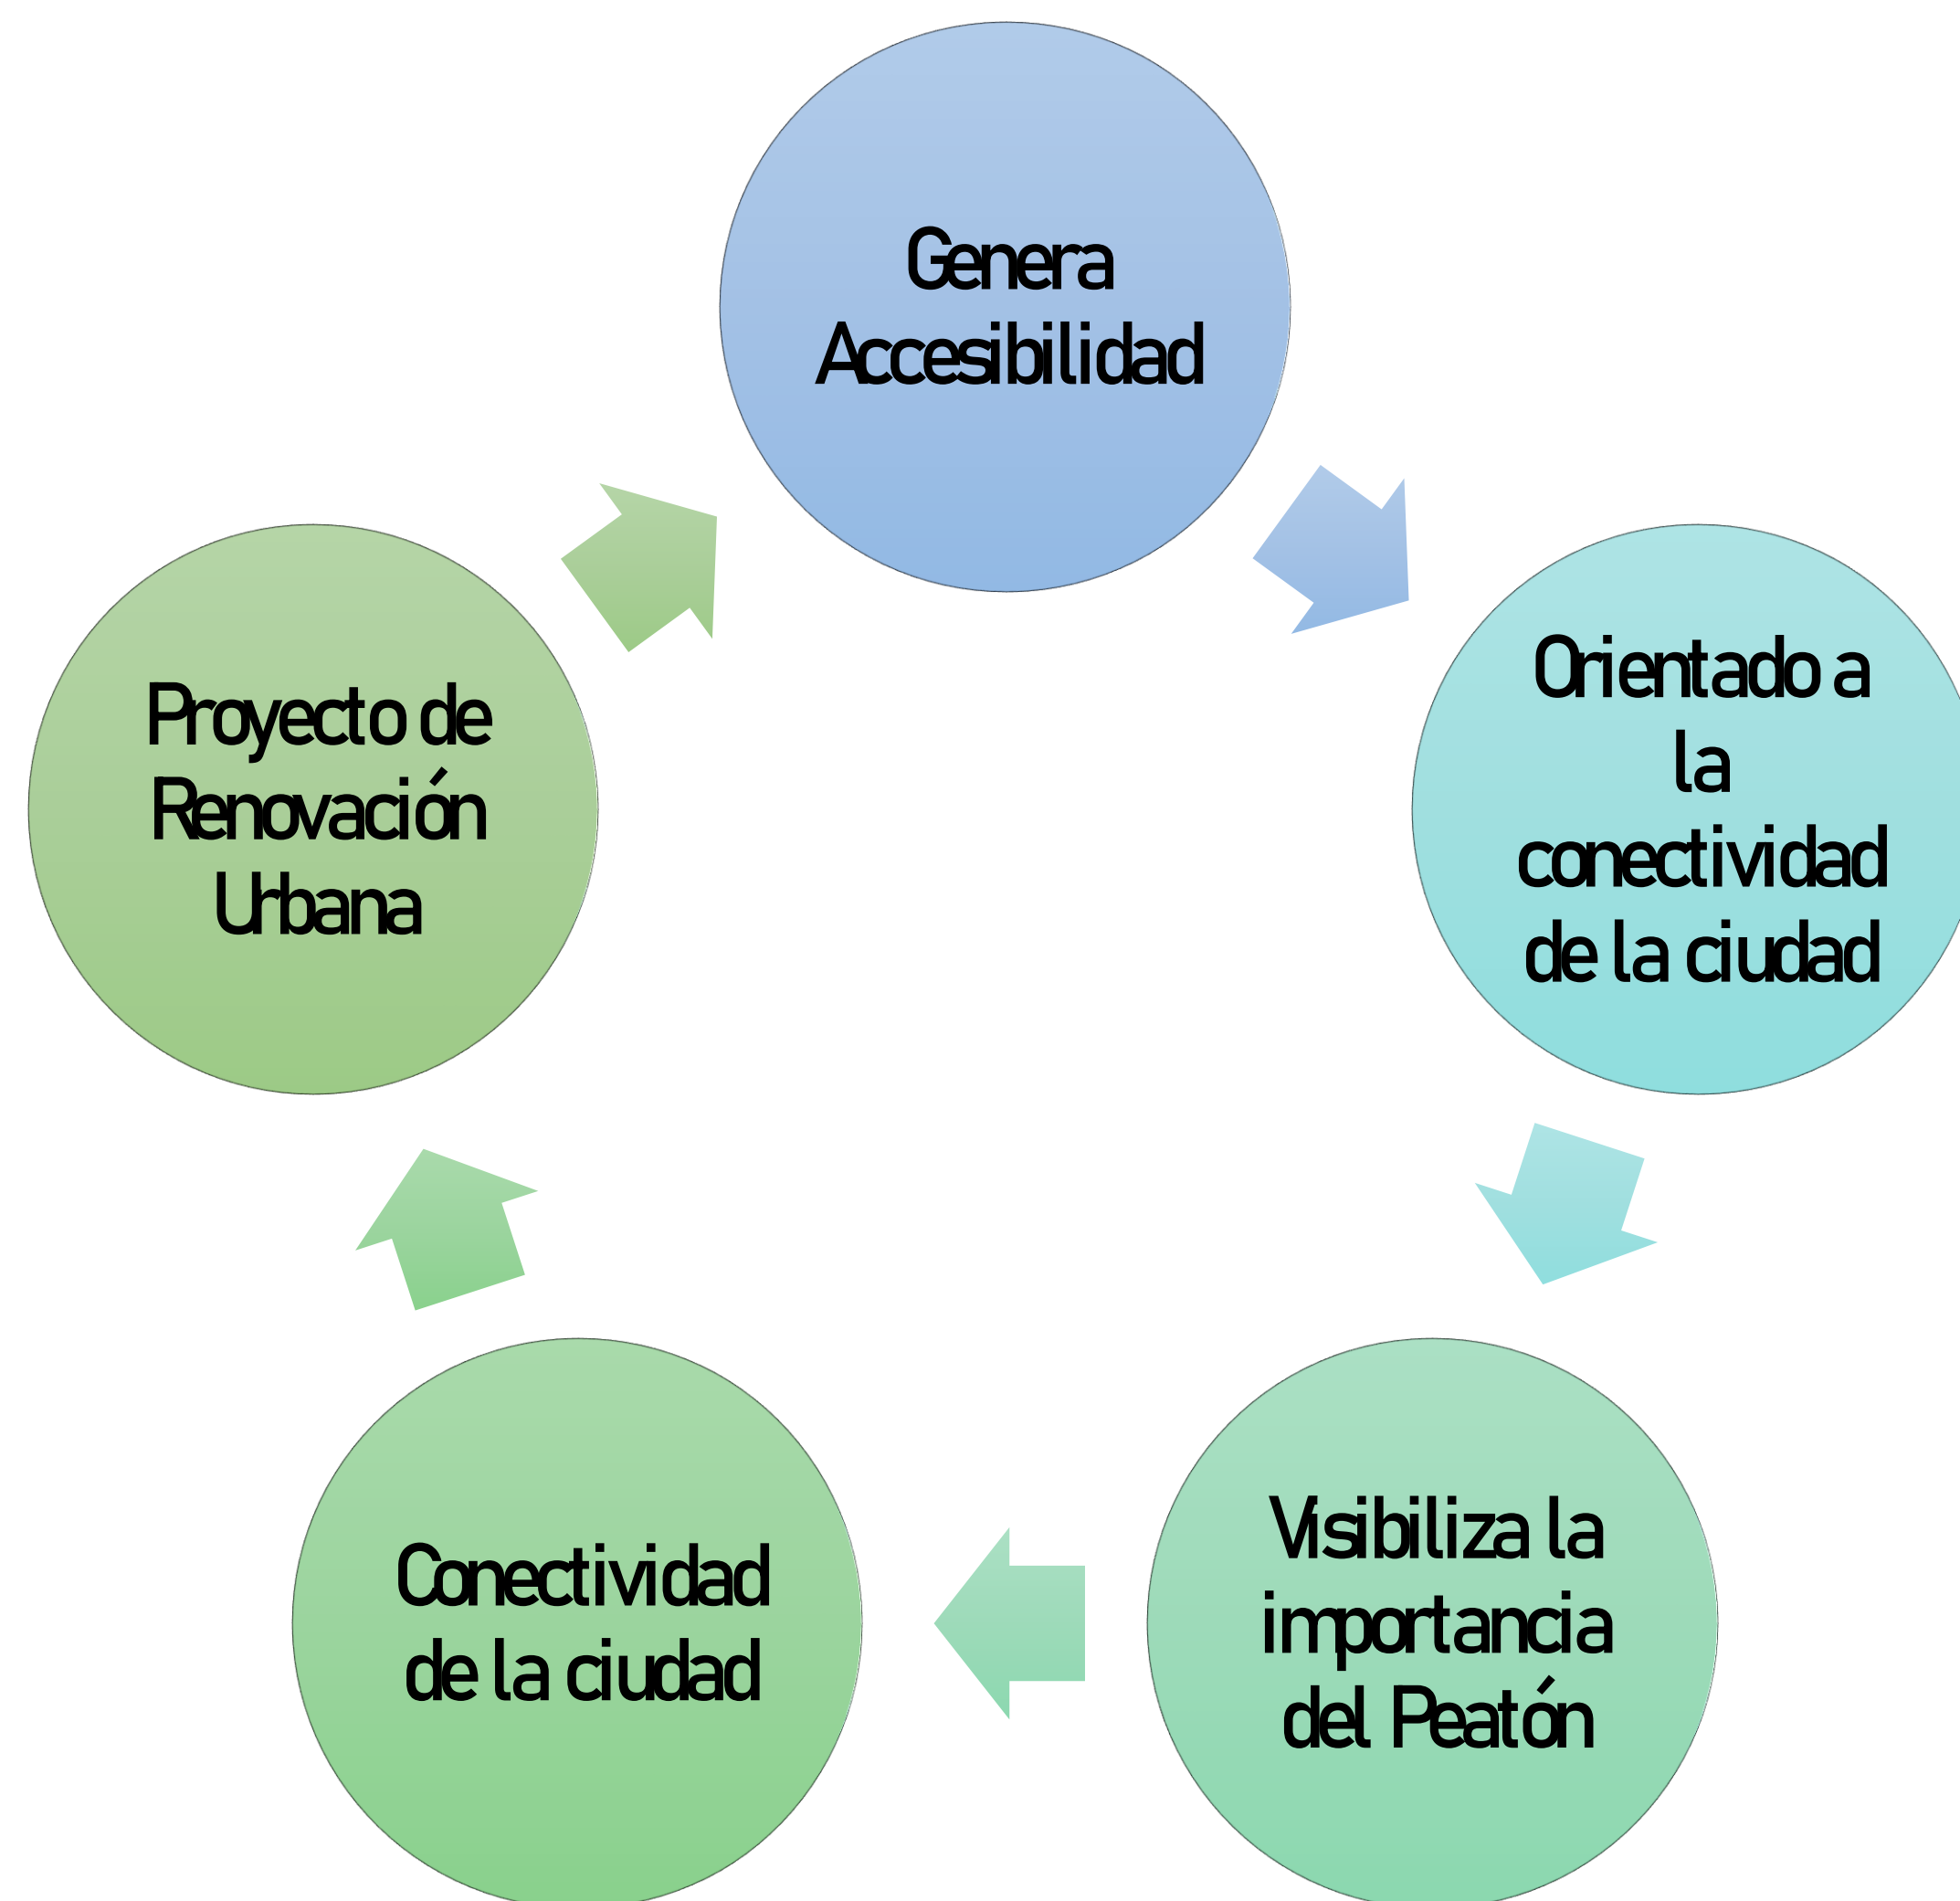 Genera
Accesibilidad
Orientado a
la
conectividad
de la ciudad
Visibiliza la
importancia
del Peatón
Conectividad
de la ciudad
Proyecto de
Renovación
Urbana